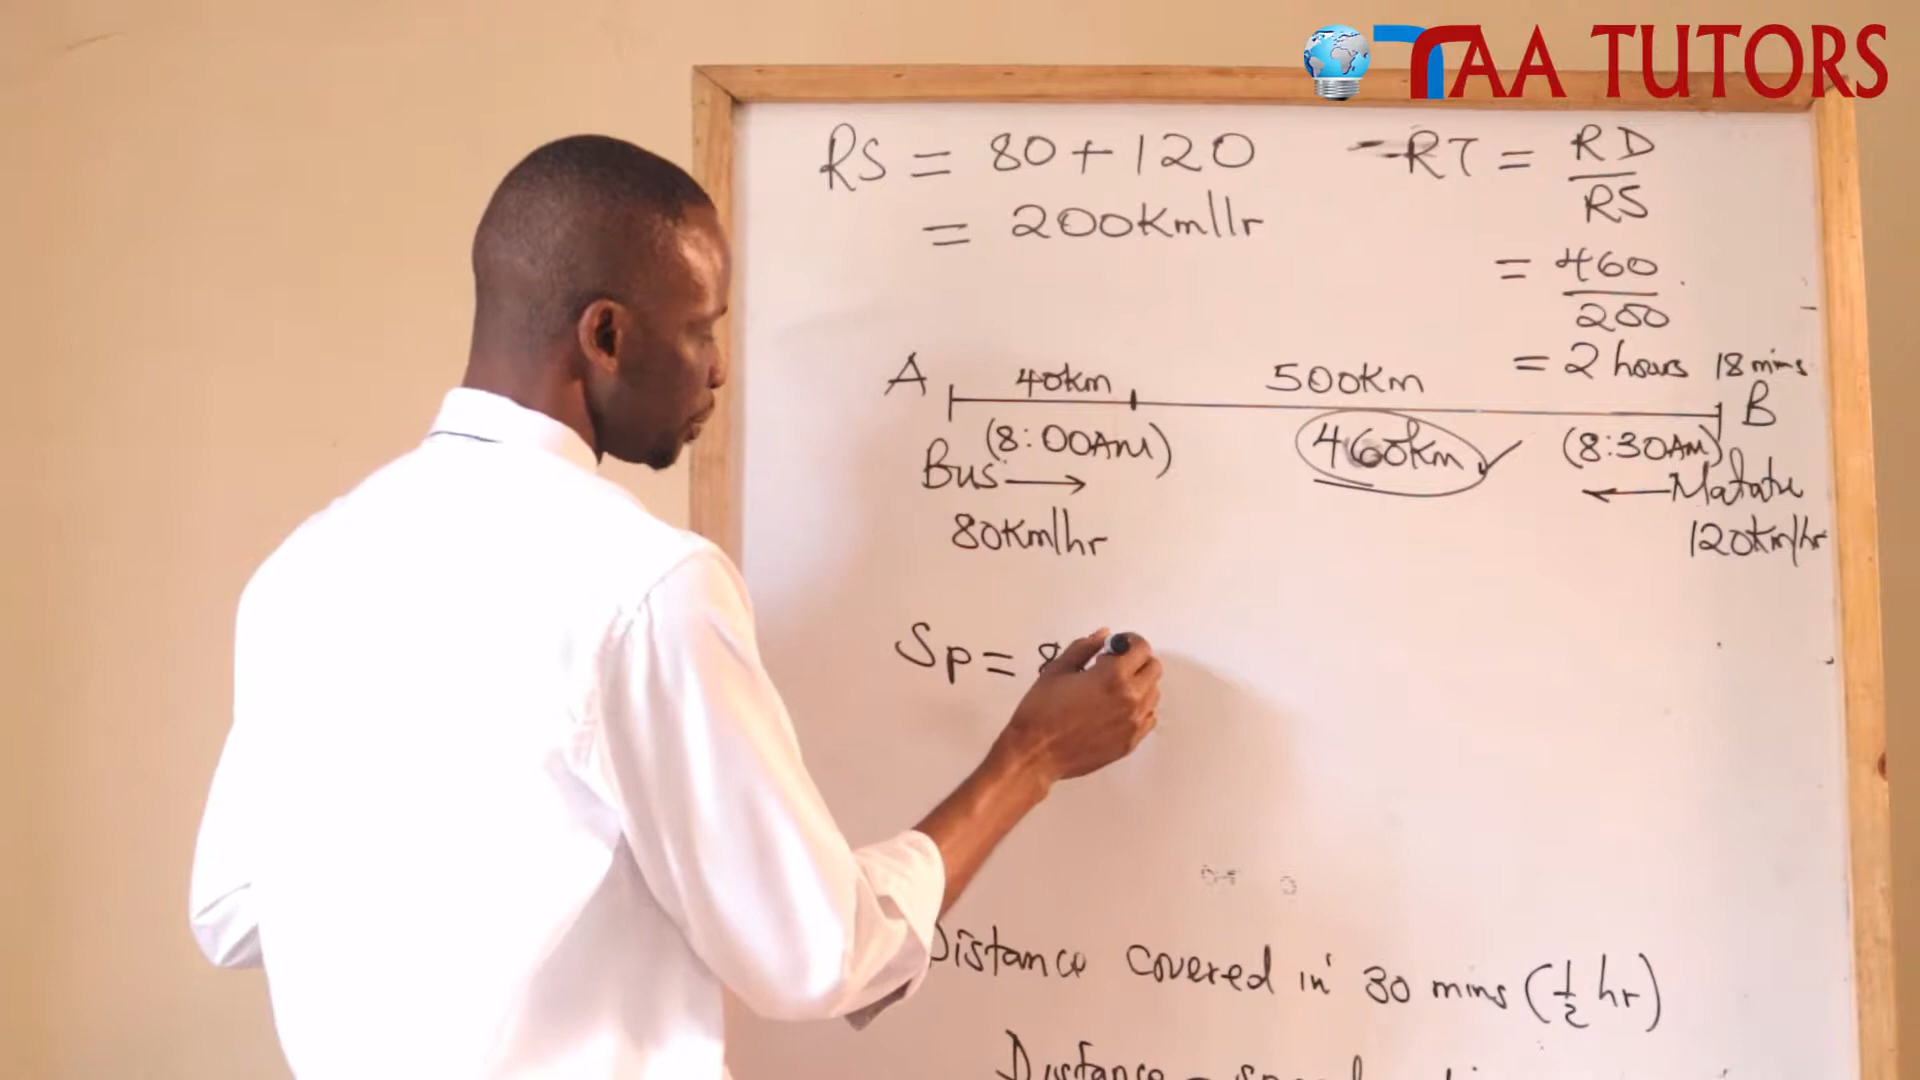 TAA TUTORS
RS = 80 + 120
= 200Km/hr
RT = RD/RS
= 460/200
= 2 hours 18 mins
A 40km 500Km B
(8:00AM) 460km ✓ (8:30AM)
Bus → ← Matatu
80Km/hr 120Km/hr
Sp = 8
Distance covered in 30 mins (1/2 hr)
Distance =